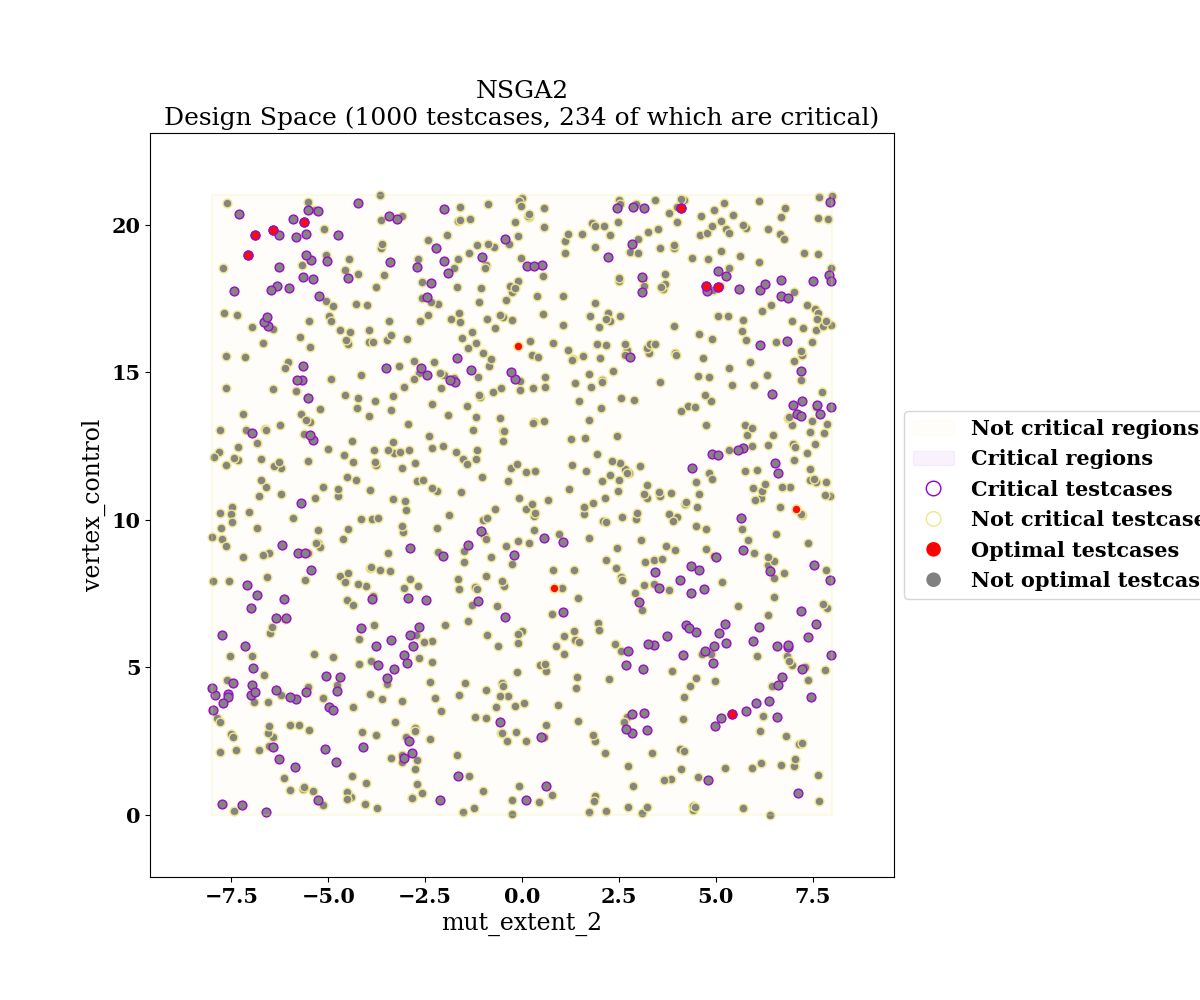 NSGA2
Design Space (1000 testcases, 234 of which are critical)
vertex_control
20
15
10
5
0
−7.5 −5.0 −2.5 0.0 2.5 5.0 7.5
mut_extent_2
Not critical regions
Critical regions
Critical testcases
Not critical testcase
Optimal testcases
Not optimal testcas